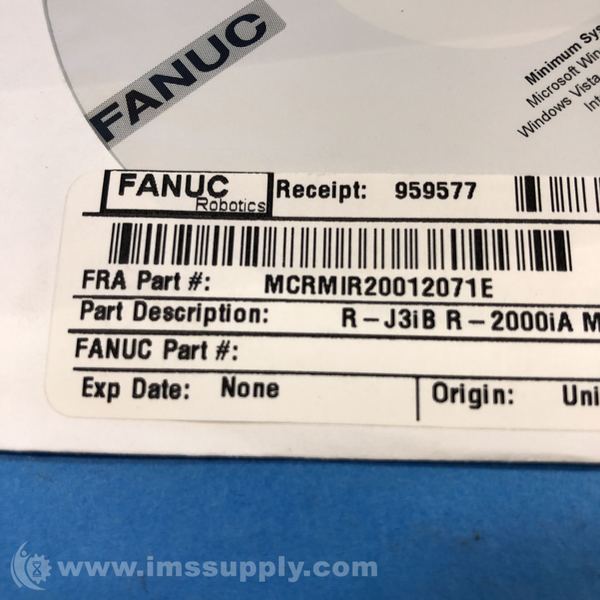 FANUC
Minimum Sys
Microsoft Win
Windows Vista
Int
FANUC
Robotics
Receipt: 959577
FRA Part #: MCRMIR20012071E
Part Description: R-J3iB R-2000iA M
FANUC Part #:
Exp Date: None
Origin: Uni
www.imssupply.com